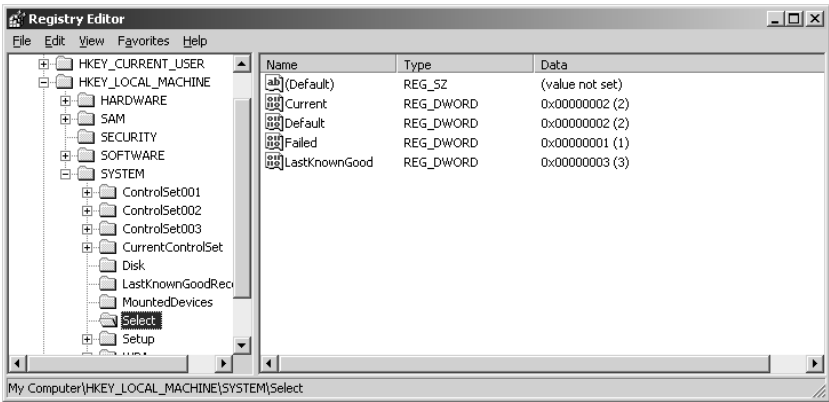 Registry Editor
File Edit View Favorites Help
HKEY_CURRENT_USER
HKEY_LOCAL_MACHINE
HARDWARE
SAM
SECURITY
SOFTWARE
SYSTEM
ControlSet001
ControlSet002
ControlSet003
CurrentControlSet
Disk
LastKnownGoodReco
MountedDevices
Select
Setup
Name Type Data
(Default) REG_SZ (value not set)
Current REG_DWORD 0x00000002 (2)
Default REG_DWORD 0x00000002 (2)
Failed REG_DWORD 0x00000001 (1)
LastKnownGood REG_DWORD 0x00000003 (3)
My Computer\HKEY_LOCAL_MACHINE\SYSTEM\Select